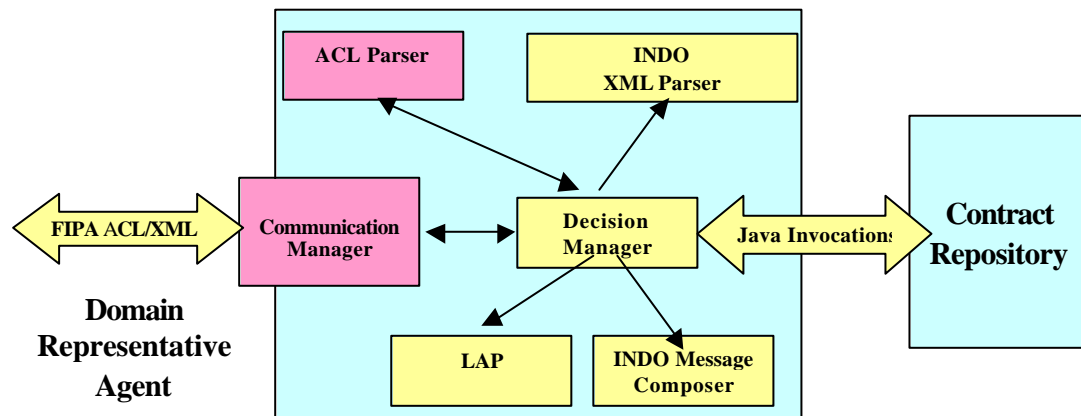 ACL Parser
INDO
XML Parser
FIPA ACL/XML
Communication
Manager
Decision
Manager
Java Invocations
Contract
Repository
Domain
Representative
Agent
LAP
INDO Message
Composer